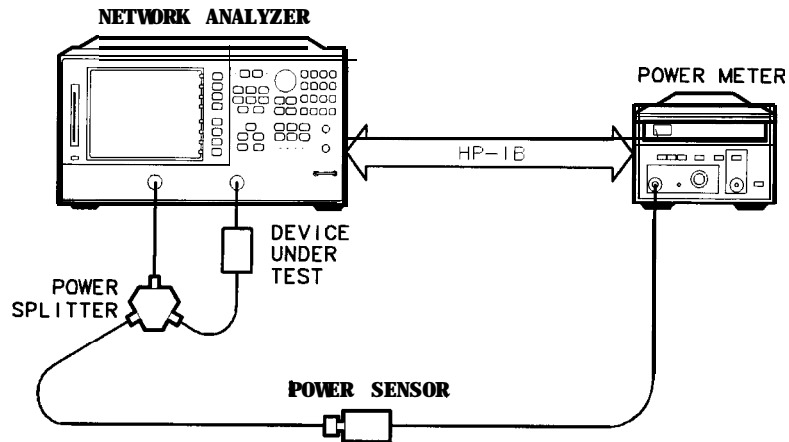 NETWORK ANALYZER
POWER METER
HP-IB
DEVICE
UNDER
TEST
POWER
SPLITTER
POWER SENSOR